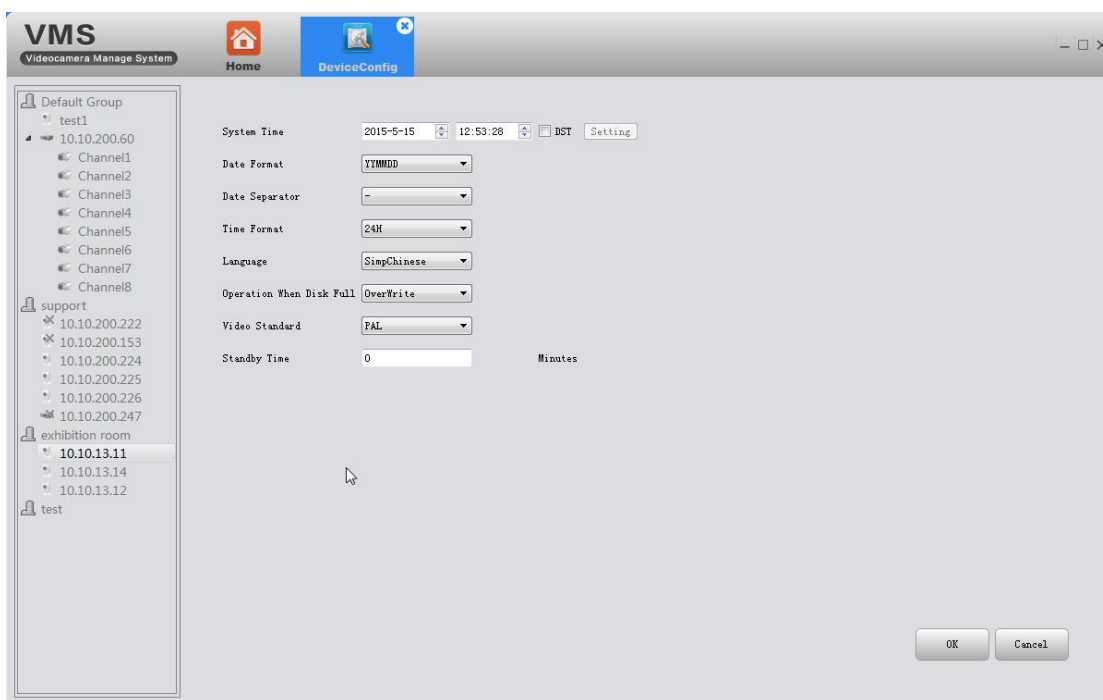 VMS
Videocamera Manage System
Home
DeviceConfig
Default Group
test1
10.10.200.60
Channel1
Channel2
Channel3
Channel4
Channel5
Channel6
Channel7
Channel8
support
10.10.200.222
10.10.200.153
10.10.200.224
10.10.200.225
10.10.200.226
10.10.200.247
exhibition room
10.10.13.11
10.10.13.14
10.10.13.12
test
System Time 2015-5-15 12:53:28 DST Setting
Date Format YYMMDD
Date Separator -
Time Format 24H
Language SimpChinese
Operation When Disk Full OverWrite
Video Standard PAL
Standby Time 0 Minutes
OK Cancel